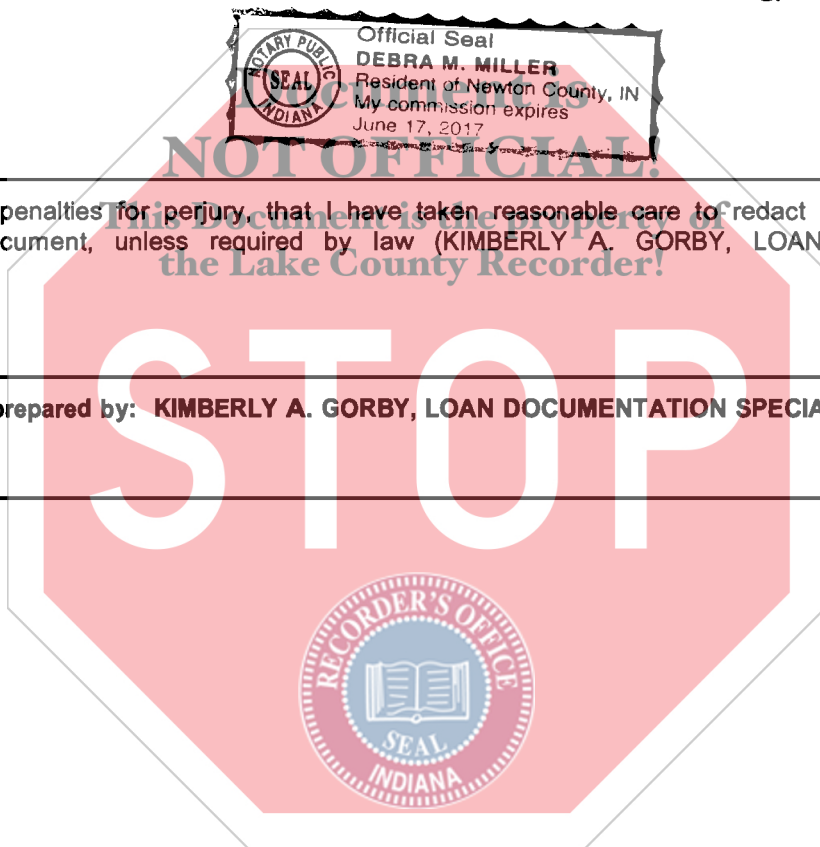 Official Seal
DEBRA M. MILLER
Resident of Newton County, IN
My commission expires
June 17, 2017
NOTARY PUBLIC
SEAL
INDIANA
Document is
NOT OFFICIAL!
This Document is the property of
the Lake County Recorder!
penalties for perjury, that I have taken reasonable care to redact
cument, unless required by law (KIMBERLY A. GORBY, LOAN
STOP
prepared by: KIMBERLY A. GORBY, LOAN DOCUMENTATION SPECIA
RECORDER'S OFFICE
SEAL
INDIANA